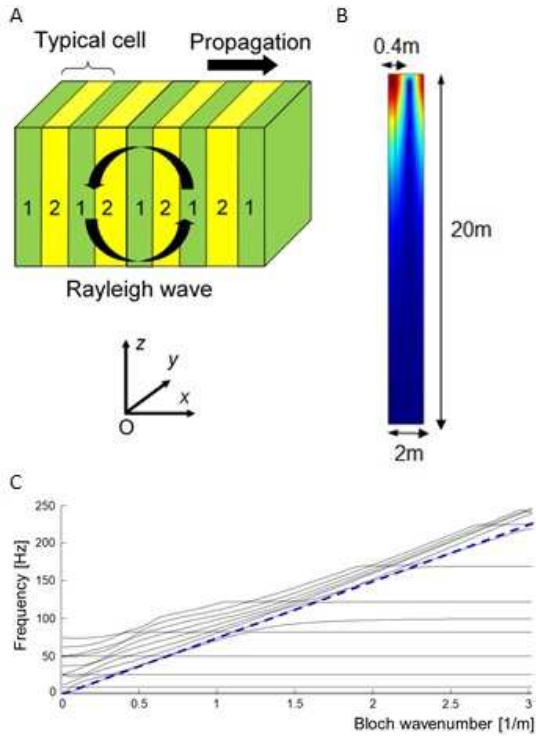 A
Typical cell
Propagation
1 2 1 2 1 2 1 2 1
Rayleigh wave
z
y
x
O
B
0.4m
20m
2m
C
Frequency [Hz]
250
200
150
100
50
0
0 0.5 1 1.5 2 2.5 3
Bloch wavenumber [1/m]